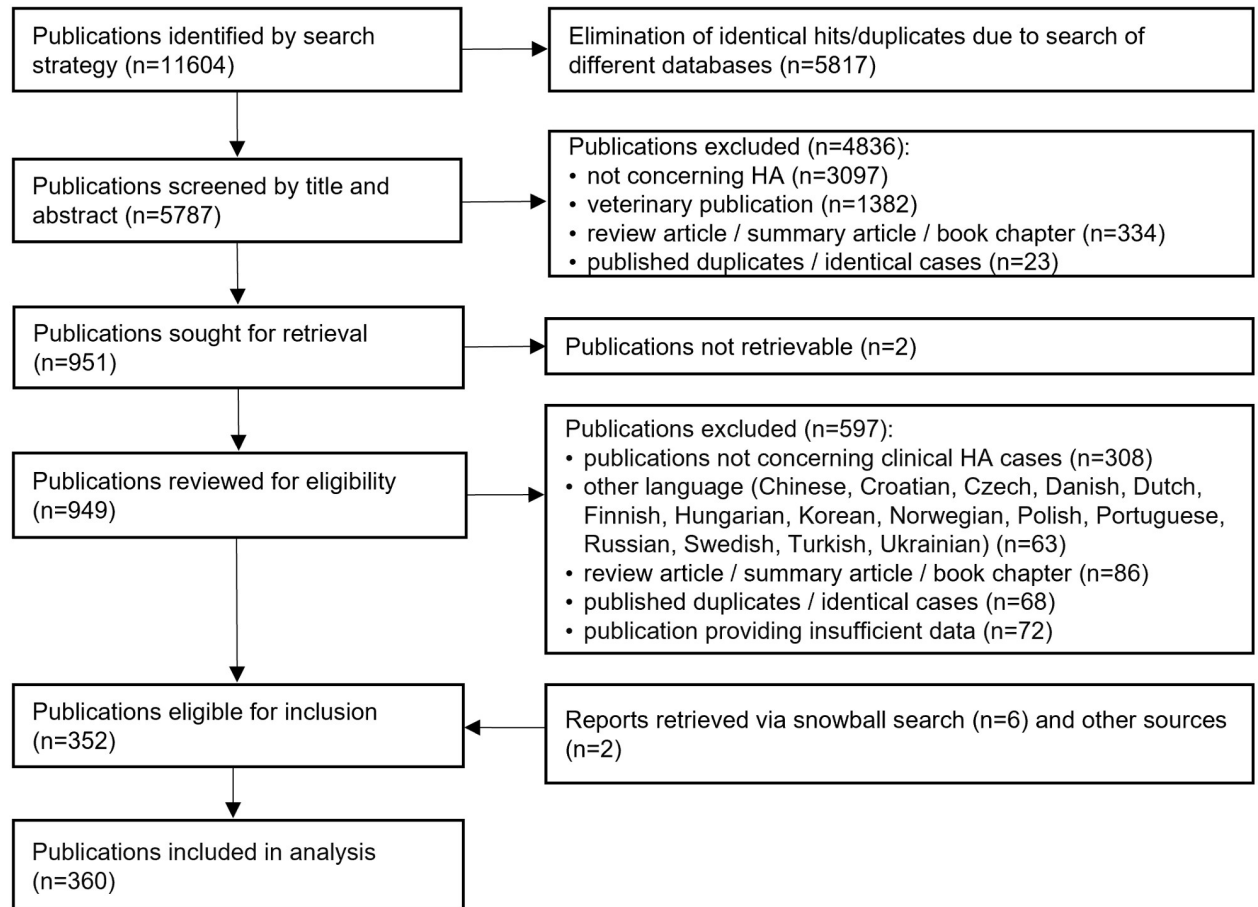 Publications identified by search
strategy (n=11604)
Elimination of identical hits/duplicates due to search of
different databases (n=5817)
Publications screened by title and
abstract (n=5787)
Publications excluded (n=4836):
• not concerning HA (n=3097)
• veterinary publication (n=1382)
• review article / summary article / book chapter (n=334)
• published duplicates / identical cases (n=23)
Publications sought for retrieval
(n=951)
Publications not retrievable (n=2)
Publications reviewed for eligibility
(n=949)
Publications excluded (n=597):
• publications not concerning clinical HA cases (n=308)
• other language (Chinese, Croatian, Czech, Danish, Dutch,
Finnish, Hungarian, Korean, Norwegian, Polish, Portuguese,
Russian, Swedish, Turkish, Ukrainian) (n=63)
• review article / summary article / book chapter (n=86)
• published duplicates / identical cases (n=68)
• publication providing insufficient data (n=72)
Publications eligible for inclusion
(n=352)
Reports retrieved via snowball search (n=6) and other sources
(n=2)
Publications included in analysis
(n=360)